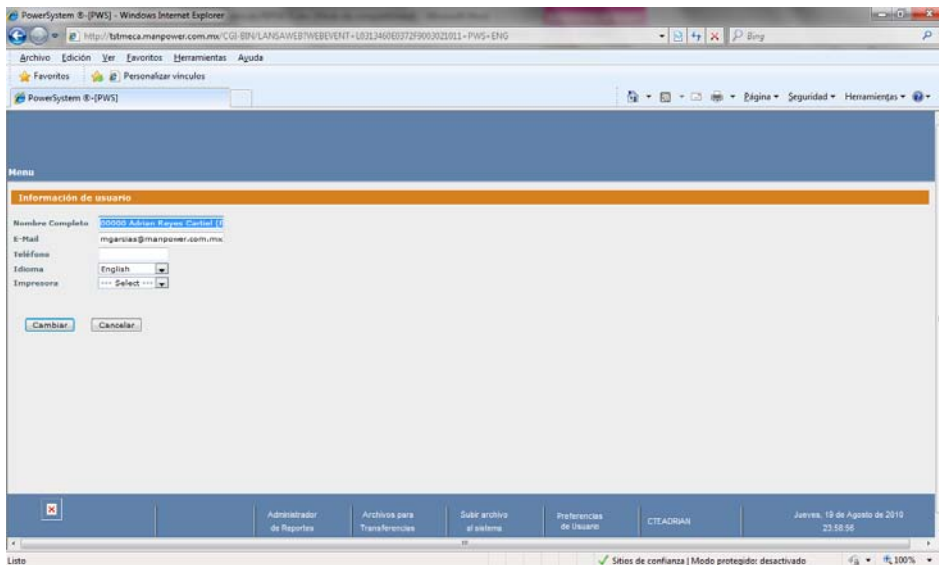 PowerSystem ®-[PWS] - Windows Internet Explorer
Bing
Archivo Edición Ver Favoritos Herramientas Ayuda
Favoritos Personalizar vínculos
PowerSystem ®-[PWS]
Página Seguridad Herramientas
Menu
Información de usuario
Nombre Completo 00000 Adrian Reyes
E-Mail mgarsias@manpower.com.mx
Teléfono
Idioma English
Impresora --- Select ---
Cambiar Cancelar
Administrador de Reportes
Archivos para Transferencias
Subir archivo al sistema
Preferencias de Usuario
CTEADRIAN
Jueves, 19 de Agosto de 2010
23:58:56
Listo Sitios de confianza | Modo protegido: desactivado 100%